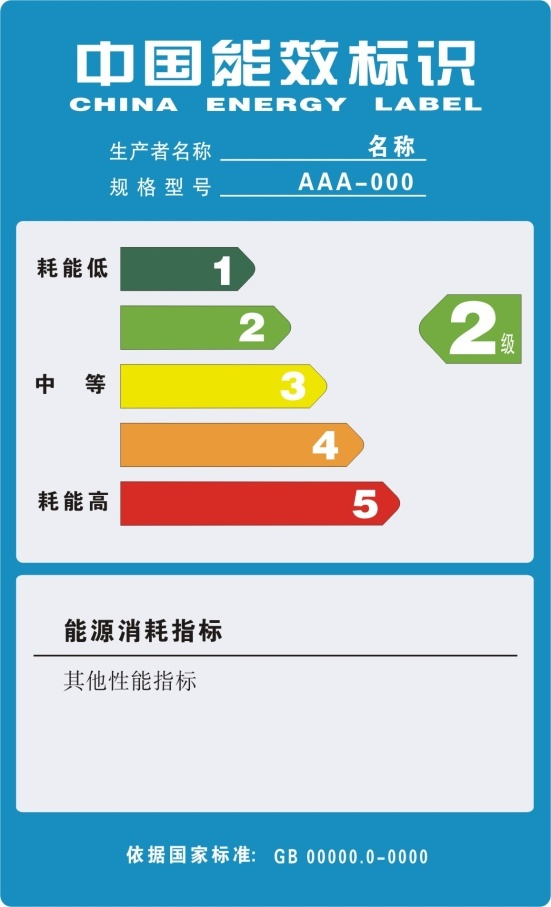 中国能效标识
CHINA ENERGY LABEL
生产者名称 名称
规格型号 AAA-000
耗能低 1
2
2级
中 等 3
4
耗能高 5
能源消耗指标
其他性能指标
依据国家标准: GB 00000.0-0000